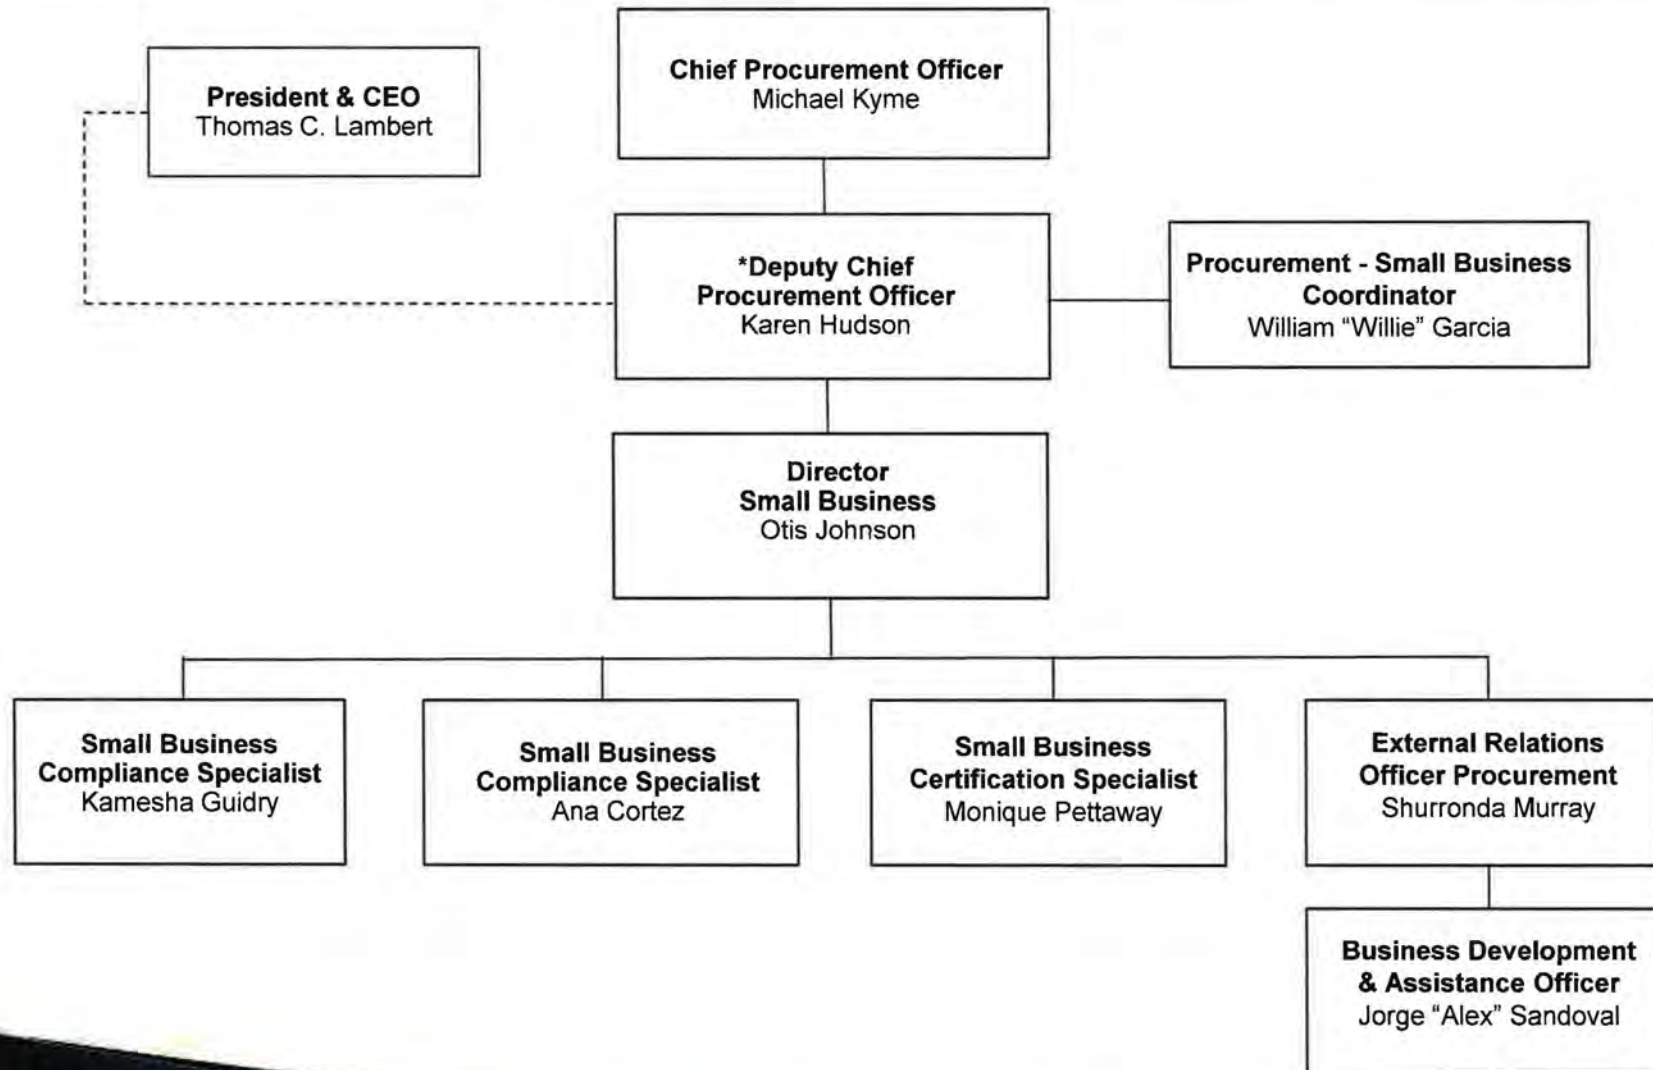 President & CEO
Thomas C. Lambert
Chief Procurement Officer
Michael Kyme
*Deputy Chief
Procurement Officer
Karen Hudson
Procurement - Small Business
Coordinator
William “Willie” Garcia
Director
Small Business
Otis Johnson
Small Business
Compliance Specialist
Kamesha Guidry
Small Business
Compliance Specialist
Ana Cortez
Small Business
Certification Specialist
Monique Pettaway
External Relations
Officer Procurement
Shurronda Murray
Business Development
& Assistance Officer
Jorge “Alex” Sandoval